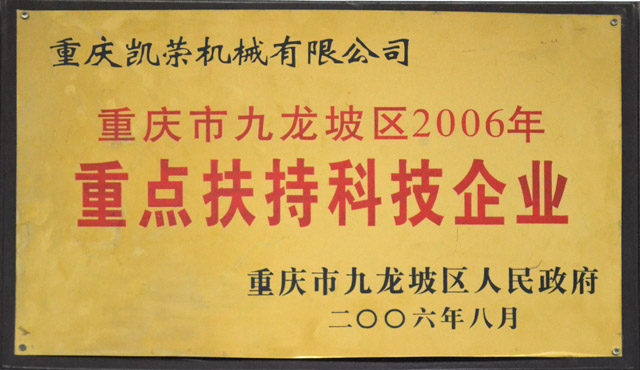 重庆凯荣机械有限公司
重庆市九龙坡区2006年
重点扶持科技企业
重庆市九龙坡区人民政府
二〇〇六年八月